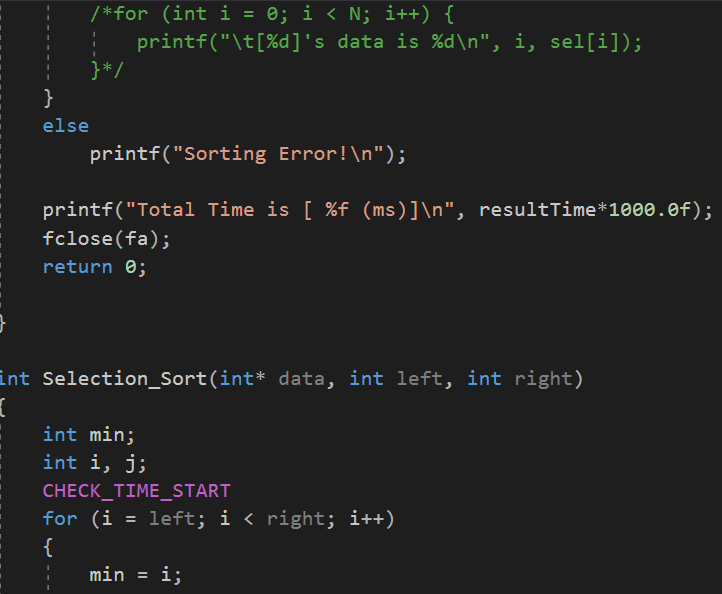 /*for (int i = 0; i < N; i++) {
printf("\t[%d]'s data is %d\n", i, sel[i]);
}*/
}
else
printf("Sorting Error!\n");
printf("Total Time is [ %f (ms)]\n", resultTime*1000.0f);
fclose(fa);
return 0;
}
int Selection_Sort(int* data, int left, int right)
{
int min;
int i, j;
CHECK_TIME_START
for (i = left; i < right; i++)
{
min = i;